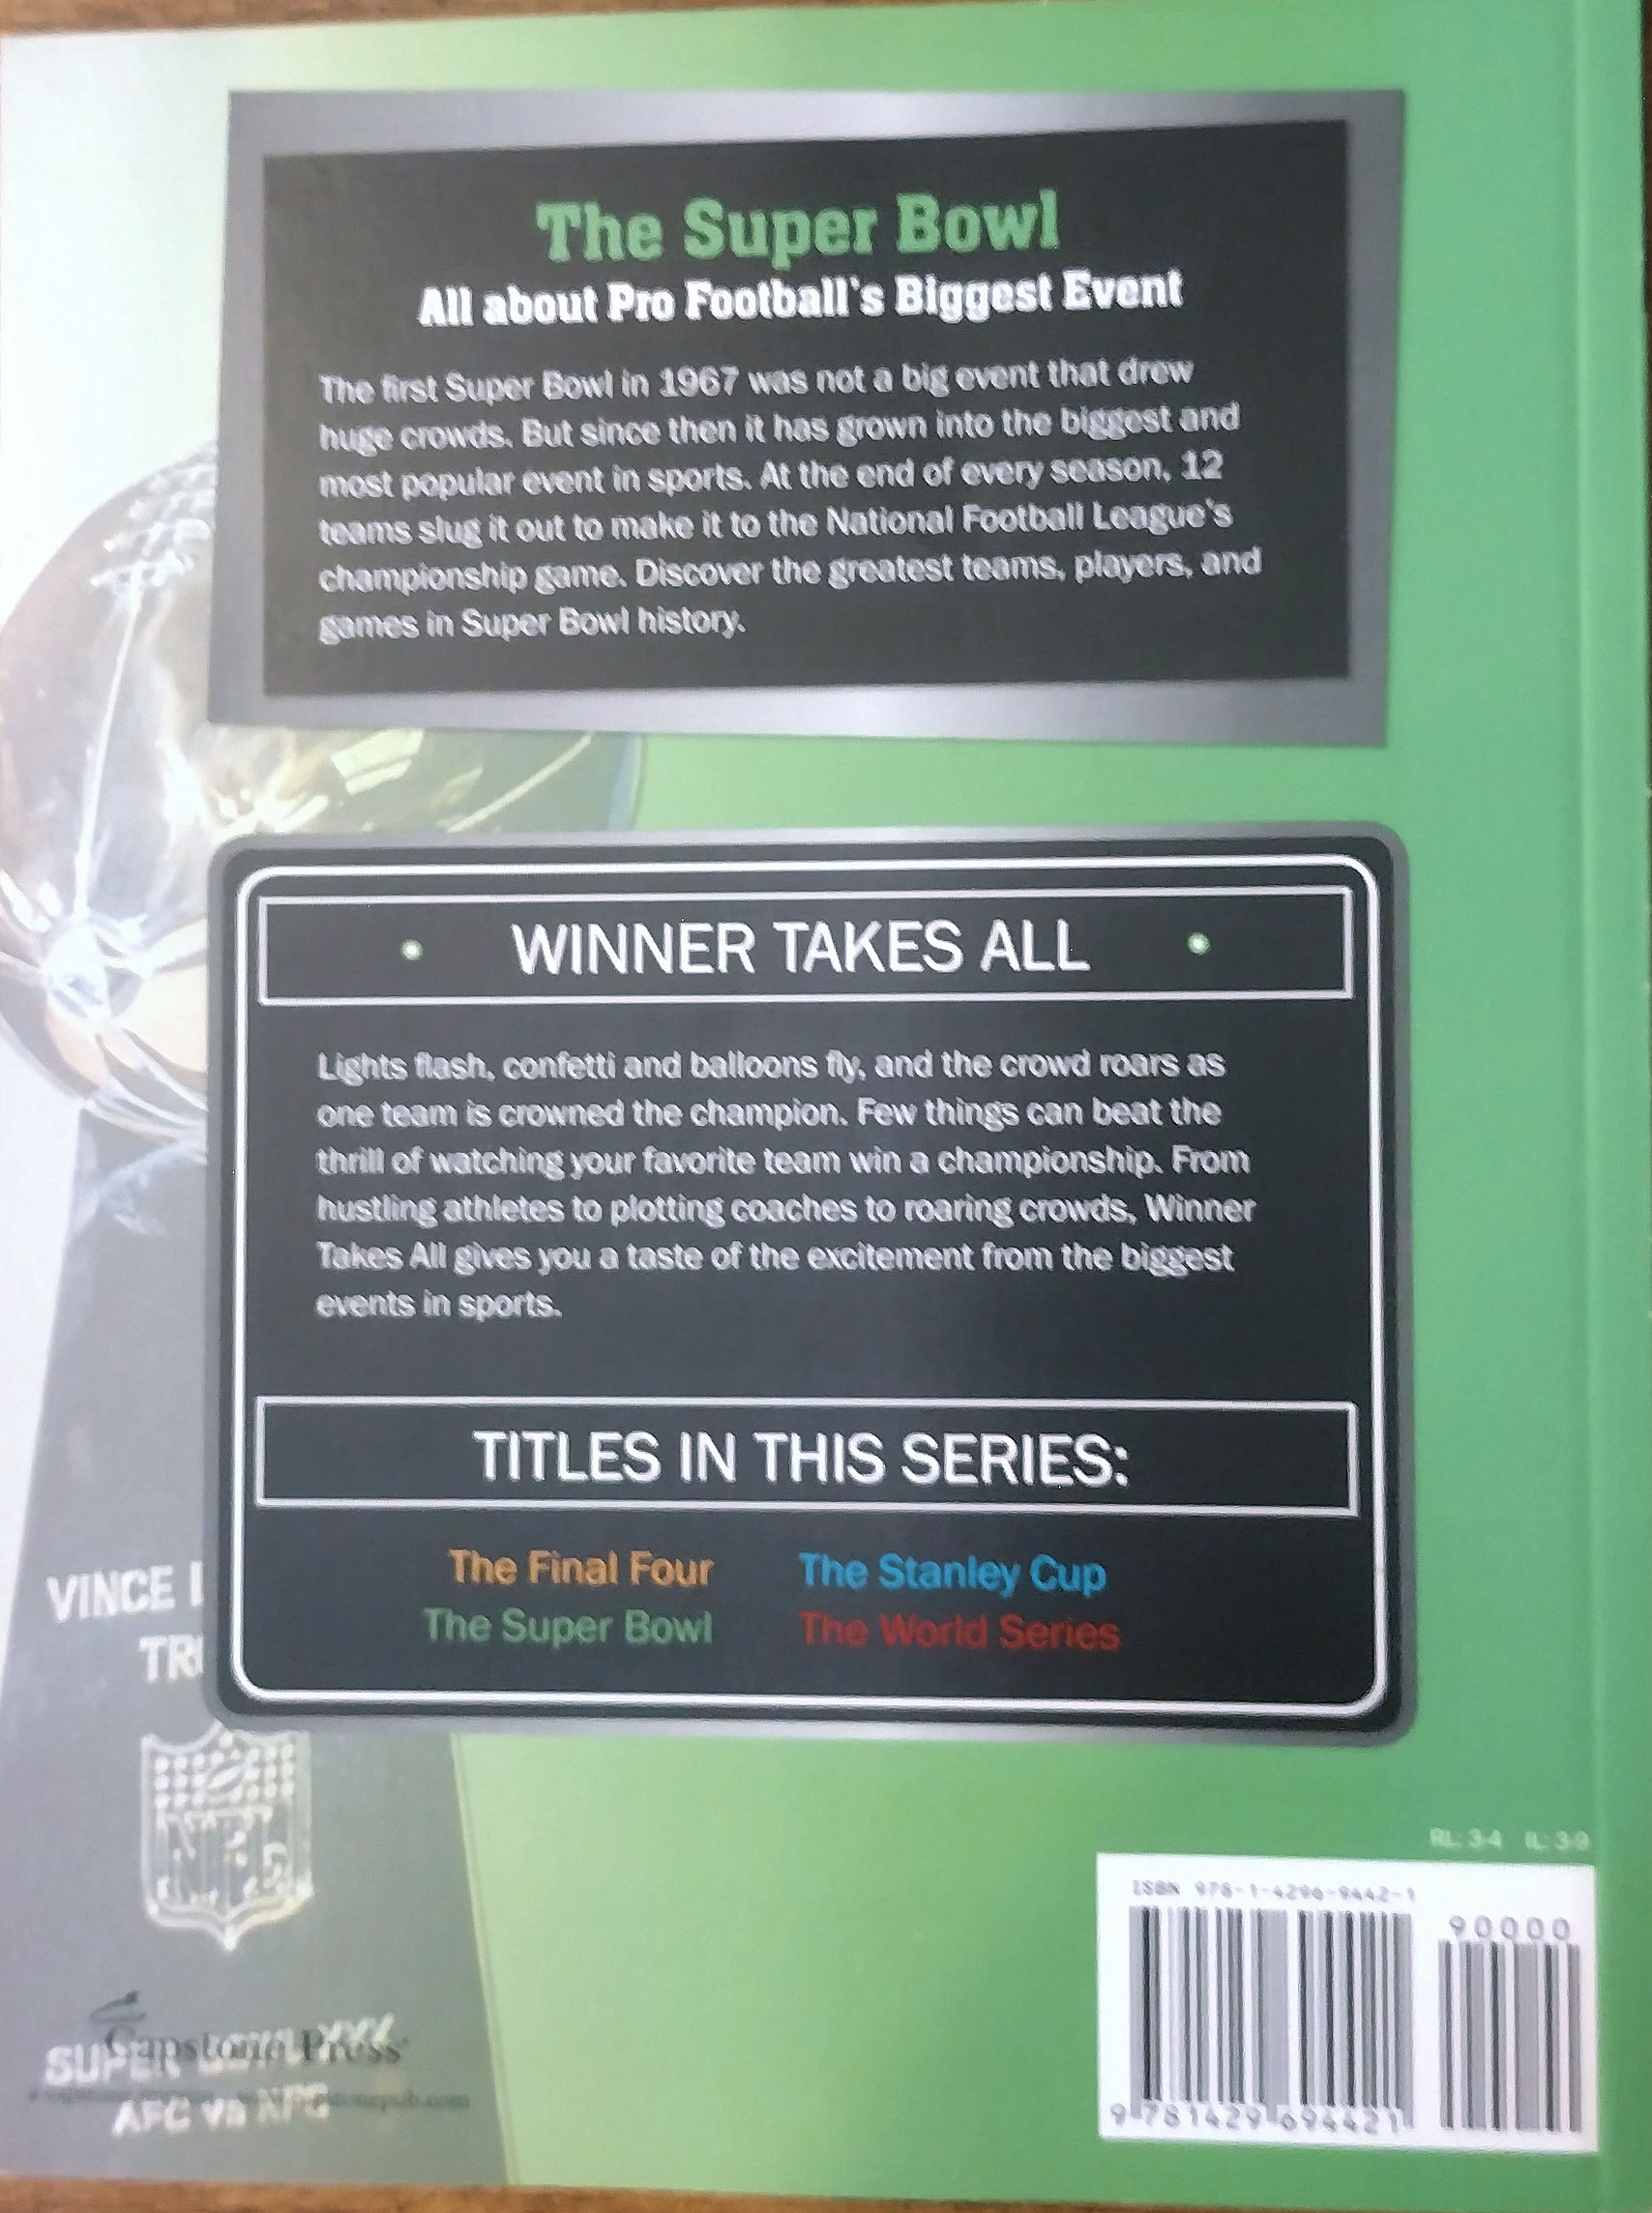 The Super Bowl
All about Pro Football's Biggest Event
The first Super Bowl in 1967 was not a big event that drew
huge crowds. But since then it has grown into the biggest and
most popular event in sports. At the end of every season, 12
teams slug it out to make it to the National Football League's
championship game. Discover the greatest teams, players, and
games in Super Bowl history.
• WINNER TAKES ALL •
Lights flash, confetti and balloons fly, and the crowd roars as
one team is crowned the champion. Few things can beat the
thrill of watching your favorite team win a championship. From
hustling athletes to plotting coaches to roaring crowds, Winner
Takes All gives you a taste of the excitement from the biggest
events in sports.
TITLES IN THIS SERIES:
The Final Four
The Super Bowl
The Stanley Cup
The World Series
VINCE
NFL
Capstone Press
SUPER BOWL XXX
AFC vs NFC
RL: 3-4 IL: 3-9
ISBN 978-1-4296-9442-1
90000
9 781429 694421